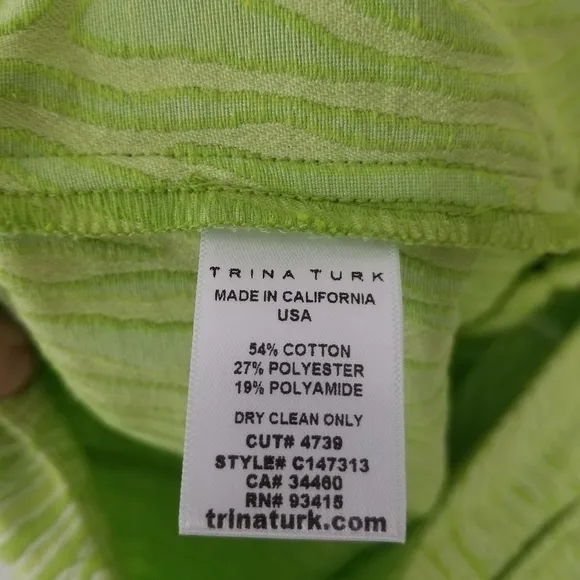 TRINA TURK
MADE IN CALIFORNIA
USA
54% COTTON
27% POLYESTER
19% POLYAMIDE
DRY CLEAN ONLY
CUT# 4739
STYLE# C147313
CA# 34460
RN# 93415
trinaturk.com